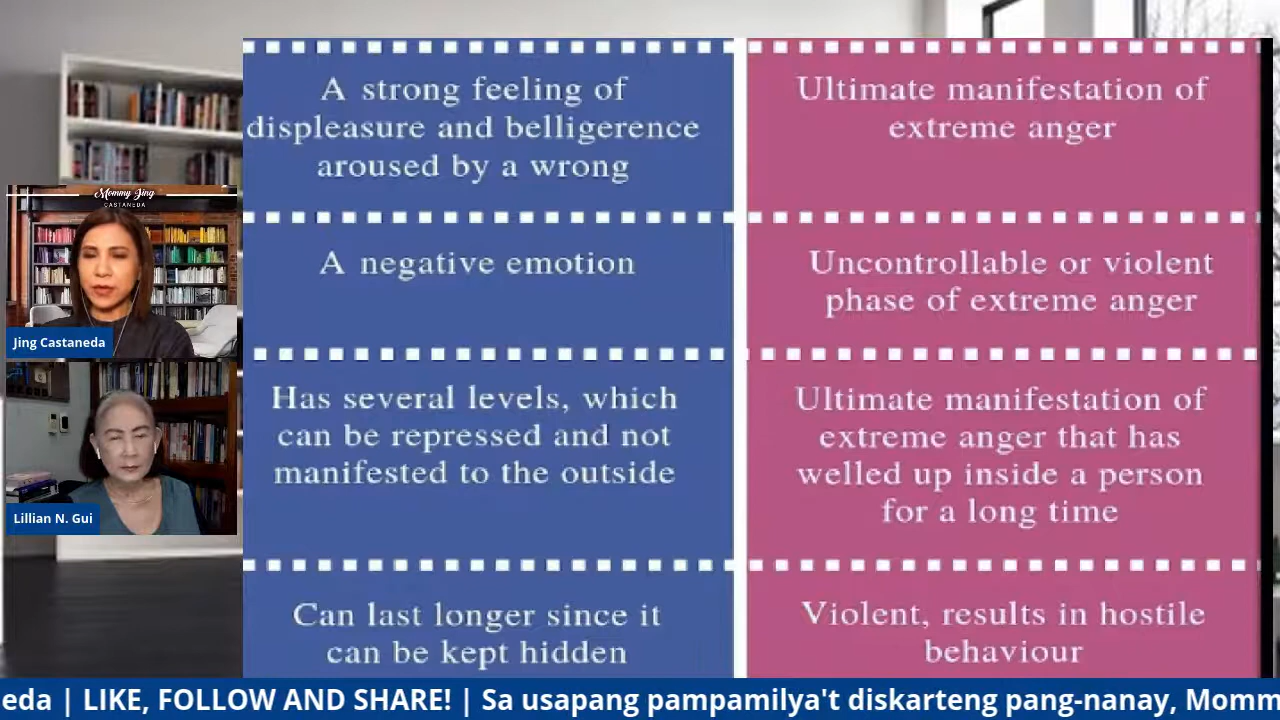 A strong feeling of
displeasure and belligerence
aroused by a wrong
Ultimate manifestation of
extreme anger
A negative emotion
Uncontrollable or violent
phase of extreme anger
Has several levels, which
can be repressed and not
manifested to the outside
Ultimate manifestation of
extreme anger that has
welled up inside a person
for a long time
Can last longer since it
can be kept hidden
Violent, results in hostile
behaviour
Mommy Jing
CASTANEDA
Jing Castaneda
Lillian N. Gui
eda | LIKE, FOLLOW AND SHARE! | Sa usapang pampamilya't diskarteng pang-nanay, Momm